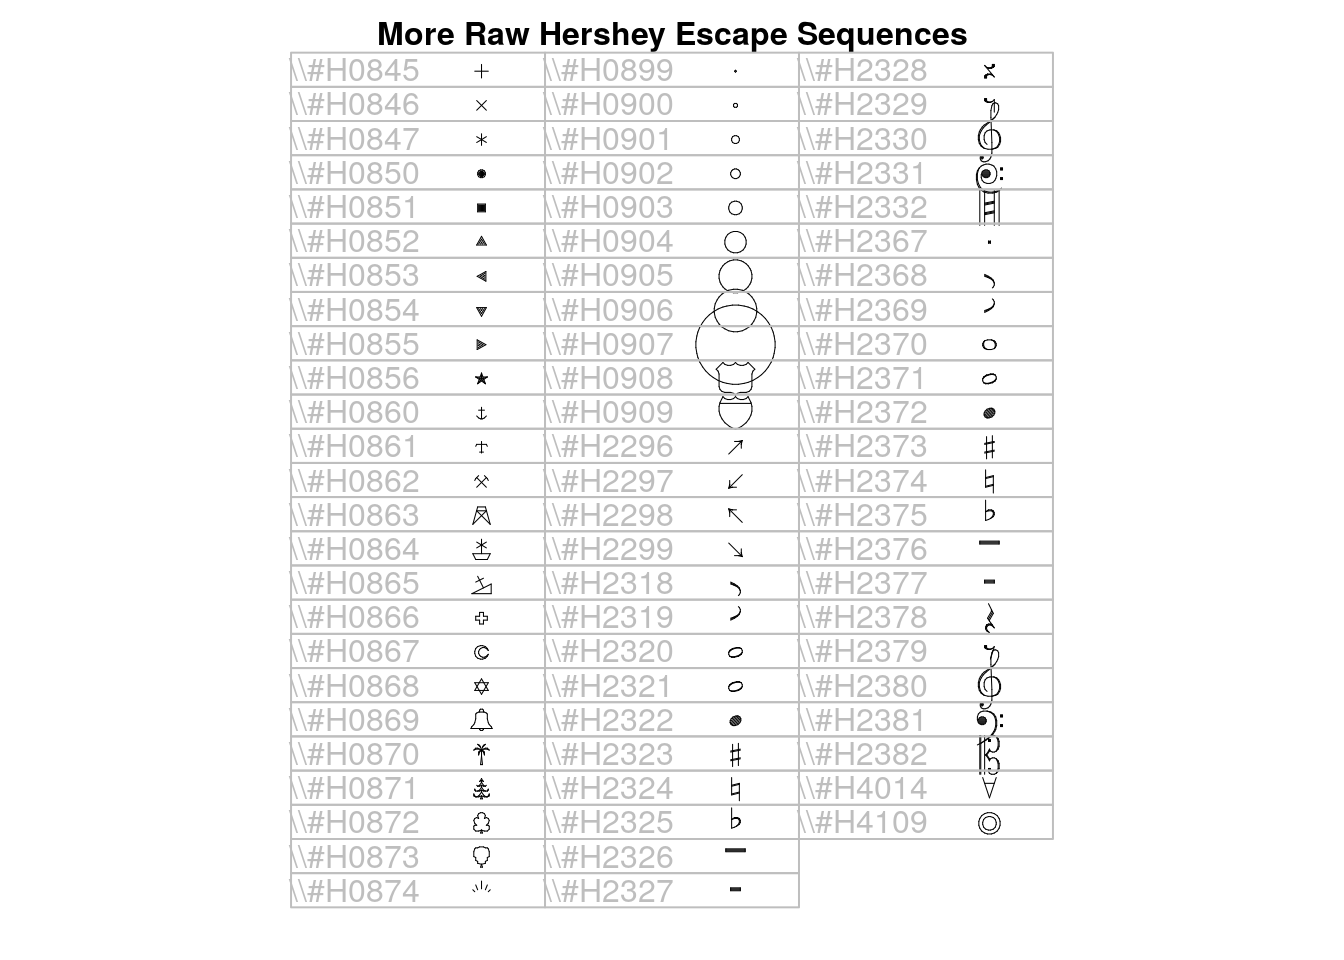 More Raw Hershey Escape Sequences
\\#H0845 \\#H0899 \\#H2328
\\#H0846 \\#H0900 \\#H2329
\\#H0847 \\#H0901 \\#H2330
\\#H0850 \\#H0902 \\#H2331
\\#H0851 \\#H0903 \\#H2332
\\#H0852 \\#H0904 \\#H2367
\\#H0853 \\#H0905 \\#H2368
\\#H0854 \\#H0906 \\#H2369
\\#H0855 \\#H0907 \\#H2370
\\#H0856 \\#H0908 \\#H2371
\\#H0860 \\#H0909 \\#H2372
\\#H0861 \\#H2296 \\#H2373
\\#H0862 \\#H2297 \\#H2374
\\#H0863 \\#H2298 \\#H2375
\\#H0864 \\#H2299 \\#H2376
\\#H0865 \\#H2318 \\#H2377
\\#H0866 \\#H2319 \\#H2378
\\#H0867 \\#H2320 \\#H2379
\\#H0868 \\#H2321 \\#H2380
\\#H0869 \\#H2322 \\#H2381
\\#H0870 \\#H2323 \\#H2382
\\#H0871 \\#H2324 \\#H4014
\\#H0872 \\#H2325 \\#H4109
\\#H0873 \\#H2326
\\#H0874 \\#H2327